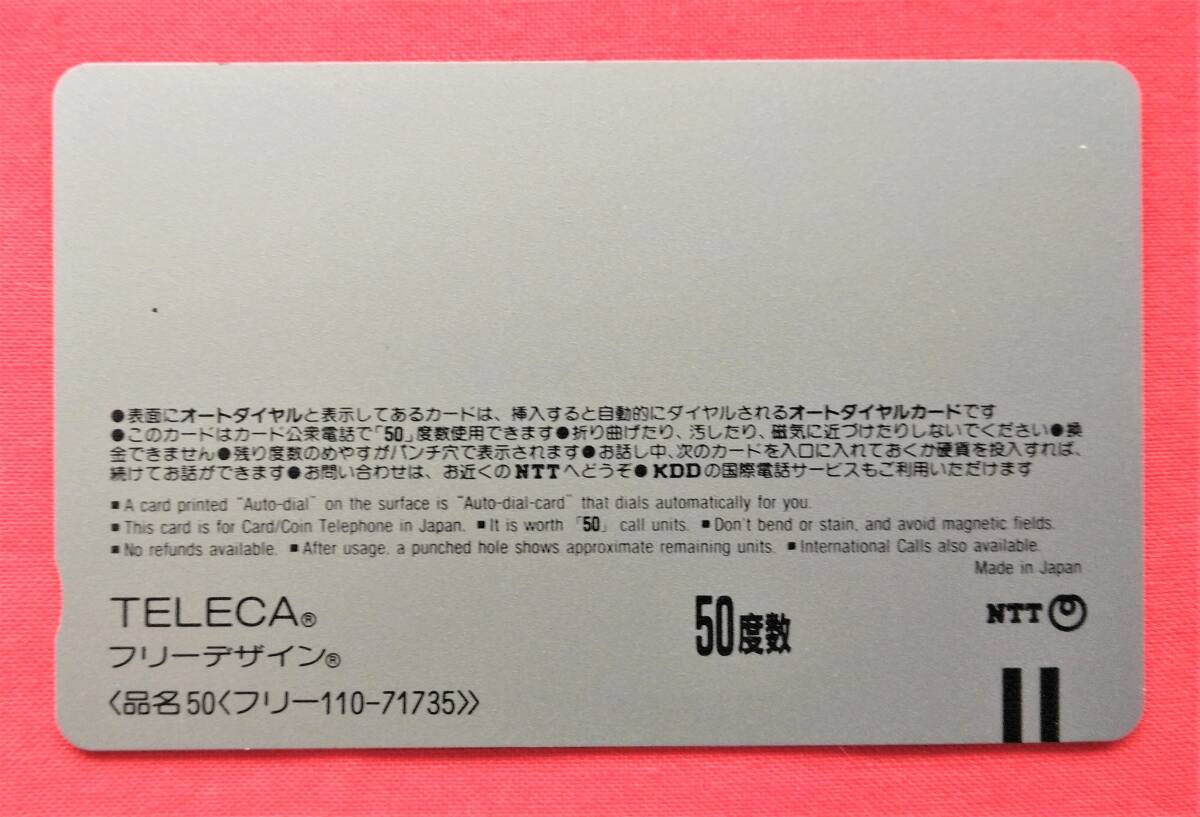 ●表面にオートダイヤルと表示してあるカードは、挿入すると自動的にダイヤルされるオートダイヤルカードです
●このカードはカード公衆電話で「50」度数使用できます●折り曲げたり、汚したり、磁気に近づけたりしないでください●換
金できません●残り度数のめやすがパンチ穴で表示されます●お話し中、次のカードを入口に入れておくか硬貨を投入すれば、
続けてお話ができます●お問い合わせは、お近くのNTTへどうぞ●KDDの国際電話サービスもご利用いただけます
■A card printed "Auto-dial" on the surface is "Auto-dial-card" that dials automatically for you.
■This card is for Card/Coin Telephone in Japan. ■It is worth「50」call units. ■Don't bend or stain, and avoid magnetic fields.
■No refunds available. ■After usage, a punched hole shows approximate remaining units. ■International Calls also available.
Made in Japan
TELECA®
50度数
NTT
フリーデザイン®
〈品名50〈フリー110-71735〉〉